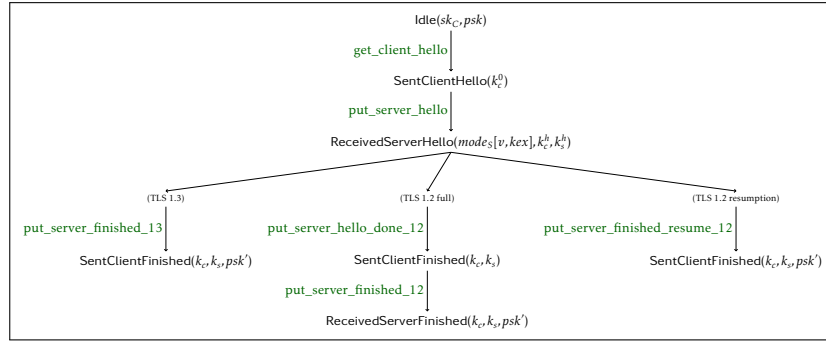 Idle(sk_C, psk)
get_client_hello
SentClientHello(k_c^0)
put_server_hello
ReceivedServerHello(mode_S[v, kex], k_c^h, k_s^h)
(TLS 1.3) (TLS 1.2 full) (TLS 1.2 resumption)
put_server_finished_13 put_server_hello_done_12 put_server_finished_resume_12
SentClientFinished(k_c, k_s, psk′) SentClientFinished(k_c, k_s) SentClientFinished(k_c, k_s, psk′)
put_server_finished_12
ReceivedServerFinished(k_c, k_s, psk′)